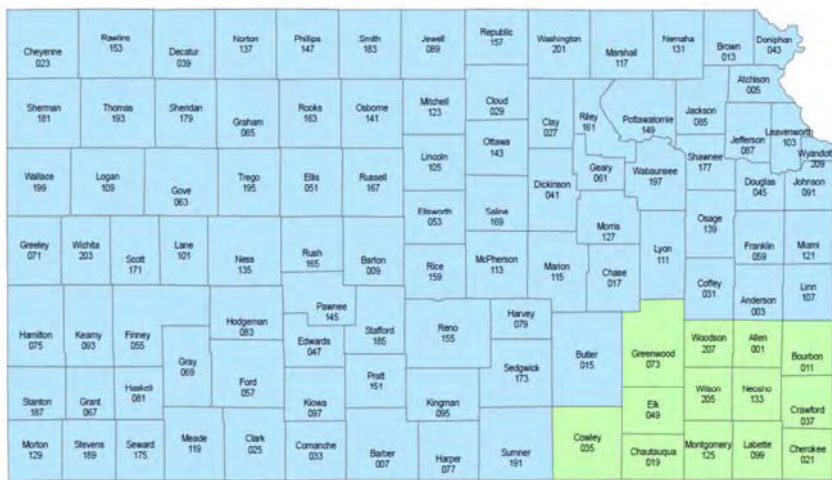 Cheyenne
023
Rawlins
153
Decatur
039
Norton
137
Phillips
147
Smith
183
Jewell
089
Republic
157
Washington
201
Marshall
117
Nemaha
131
Brown
013
Doniphan
043
Atchison
005
Sherman
181
Thomas
193
Sheridan
179
Graham
065
Rooks
163
Osborne
141
Mitchell
123
Cloud
029
Clay
027
Riley
161
Pottawatomie
149
Jackson
085
Jefferson
087
Leavenworth
103
Wyandott
209
Ottawa
143
Lincoln
105
Wallace
199
Logan
109
Gove
063
Trego
195
Ellis
051
Russell
167
Dickinson
041
Geary
061
Wabaunsee
197
Shawnee
177
Douglas
045
Johnson
091
Ellsworth
053
Saline
169
Morris
127
Lyon
111
Osage
139
Franklin
059
Miami
121
Greeley
071
Wichita
203
Scott
171
Lane
101
Ness
135
Rush
165
Barton
009
Rice
159
McPherson
113
Marion
115
Chase
017
Coffey
031
Anderson
003
Linn
107
Hamilton
075
Kearny
093
Finney
055
Hodgeman
083
Pawnee
145
Stafford
185
Reno
155
Harvey
079
Butler
015
Greenwood
073
Woodson
207
Allen
001
Bourbon
011
Gray
069
Ford
057
Edwards
047
Pratt
151
Sedgwick
173
Haskell
081
Stanton
187
Grant
067
Kiowa
097
Kingman
095
Elk
049
Wilson
205
Neosho
133
Crawford
037
Morton
129
Stevens
189
Seward
175
Meade
119
Clark
025
Comanche
033
Barber
007
Harper
077
Sumner
191
Cowley
035
Chautauqua
019
Montgomery
125
Labette
099
Cherokee
021